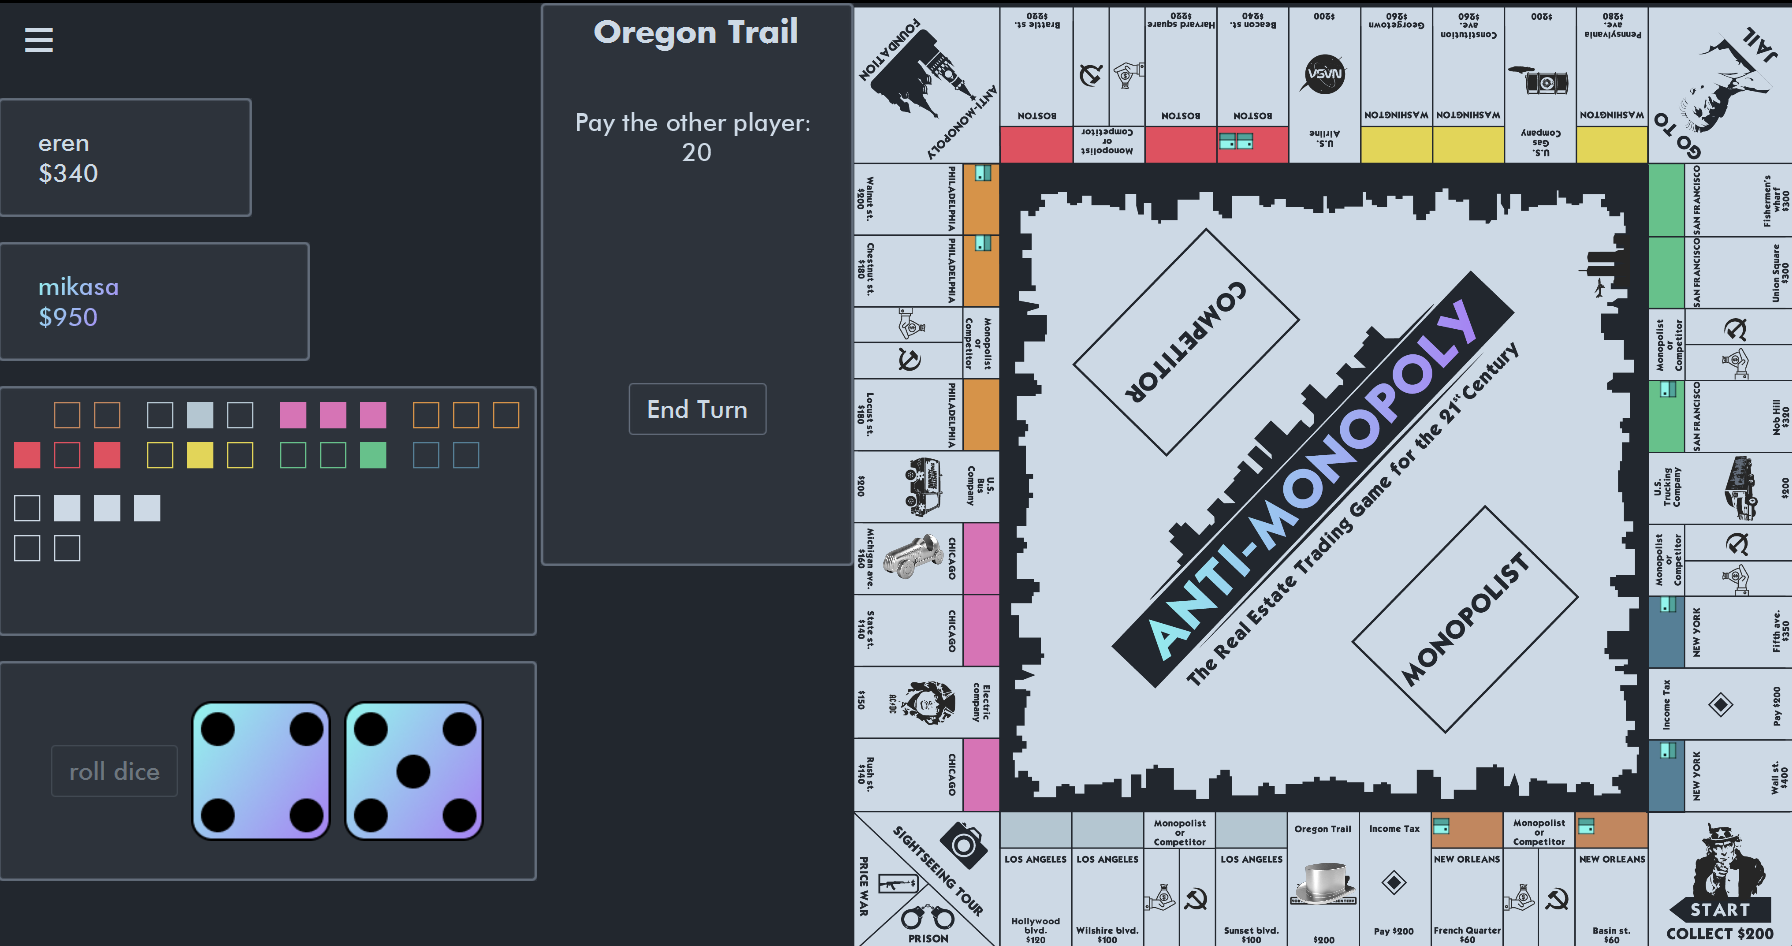 eren
$340
mikasa
$950
roll dice
Oregon Trail
Pay the other player:
20
End Turn
ANTI-MONOPOLY
FOUNDATION
Brattle st.
$220
BOSTON
Monopolist
or
Competitor
Harvard square
$220
BOSTON
Beacon st.
$240
BOSTON
$200
VSVN
U.S.
Airline
Georgetown
$260
WASHINGTON
Constitution
ave.
$260
WASHINGTON
$200
U.S.
Gas
Company
Pennsylvania
ave.
$280
WASHINGTON
GO TO
JAIL
Walnut st.
$200
PHILADELPHIA
Chestnut st.
$180
PHILADELPHIA
Monopolist
or
Competitor
Locust st.
$180
PHILADELPHIA
U.S.
Bus
Company
$200
Michigan ave.
$160
CHICAGO
State st.
$140
CHICAGO
Electric
company
$150
Rush st.
$140
CHICAGO
COMPETITOR
ANTI-MONOPOLY
The Real Estate Trading Game for the 21st Century
MONOPOLIST
SAN FRANCISCO
Fishermen's
wharf
$300
SAN FRANCISCO
Union Square
$300
Monopolist
or
Competitor
SAN FRANCISCO
Nob Hill
$320
U.S.
Trucking
Company
$200
Monopolist
or
Competitor
NEW YORK
Fifth ave.
$350
Income Tax
Pay $200
NEW YORK
Wall st.
$400
SIGHTSEEING TOUR
PRICE WAR
PRISON
LOS ANGELES
Hollywood
blvd.
$120
LOS ANGELES
Wilshire blvd.
$100
Monopolist
or
Competitor
LOS ANGELES
Sunset blvd.
$100
Oregon Trail
$200
Income Tax
Pay $200
NEW ORLEANS
French Quarter
$60
Monopolist
or
Competitor
NEW ORLEANS
Basin st.
$60
START
COLLECT $200